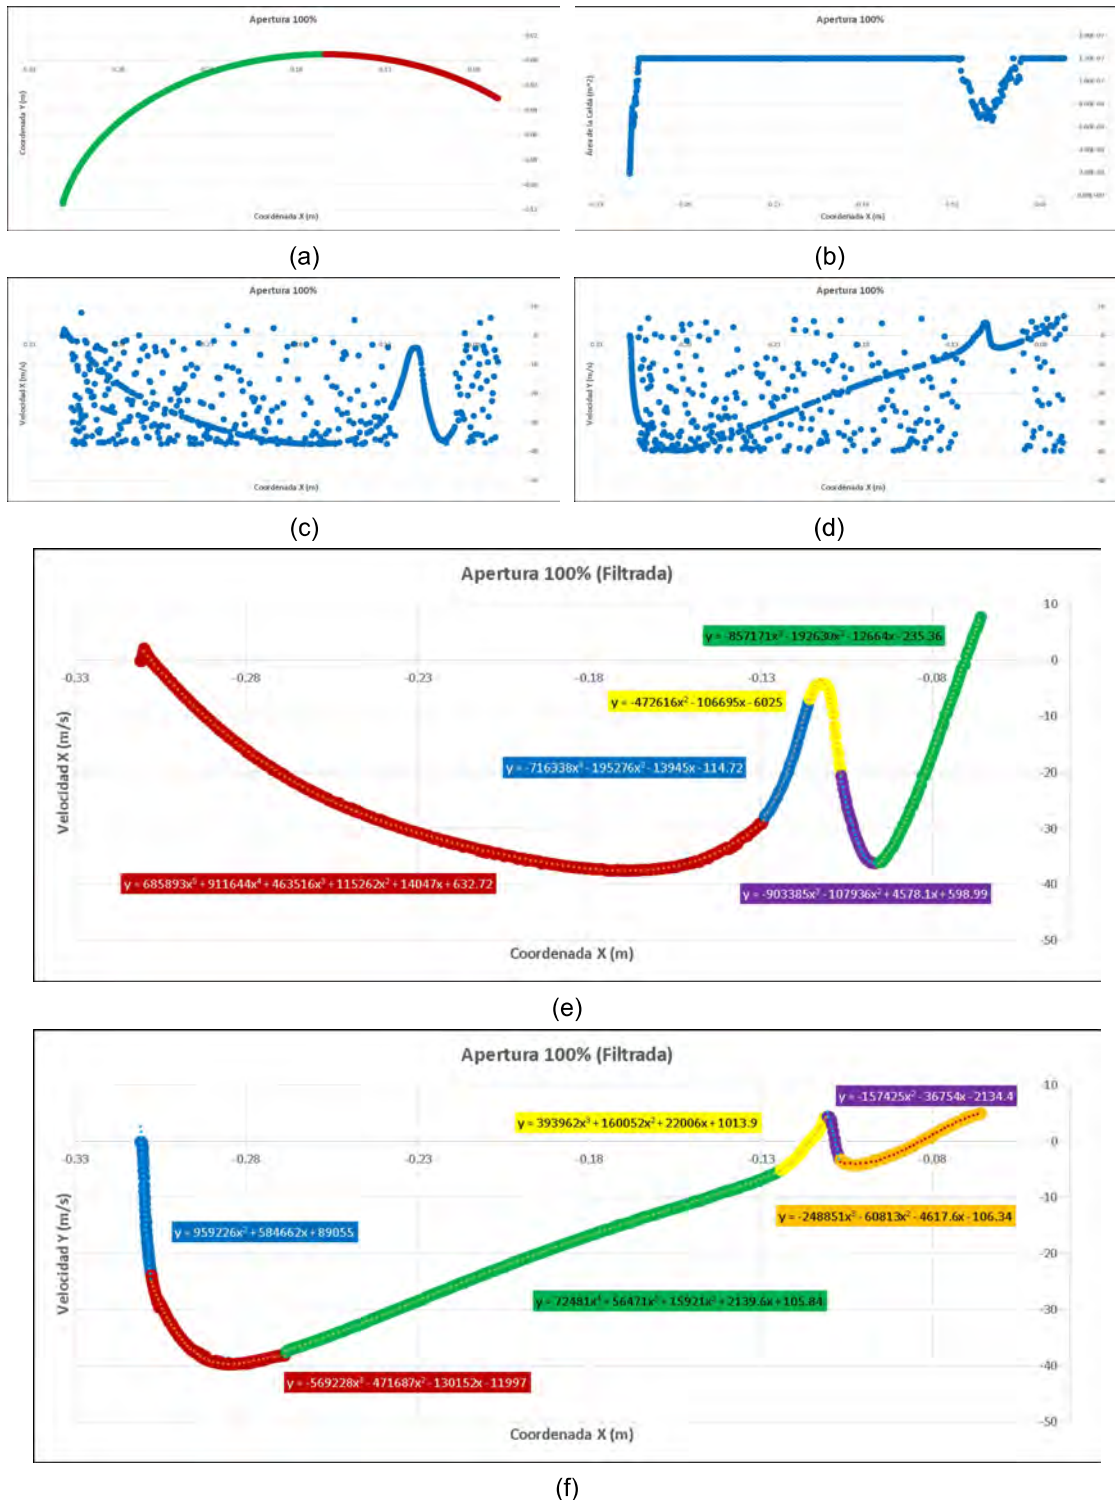 Apertura 100%
Coordenada Y (m)
Coordenada X (m)
(a)
Apertura 100%
Área de la Celda (m^2)
Coordenada X (m)
(b)
Apertura 100%
Velocidad X (m/s)
Coordenada X (m)
(c)
Apertura 100%
Velocidad Y (m/s)
Coordenada X (m)
(d)
Apertura 100% (Filtrada)
10
0
-10
-20
-30
-40
-50
-0.33
-0.28
-0.23
-0.18
-0.13
-0.08
Velocidad X (m/s)
y = -857171x³ - 192630x² - 12664x - 235.36
y = -472616x² - 106695x - 6025
y = -716338x³ - 195276x² - 13945x - 114.72
y = 685893x⁵ + 911644x⁴ + 463516x³ + 115262x² + 14047x + 632.72
y = -903385x³ - 107936x² + 4578.1x + 598.99
Coordenada X (m)
(e)
Apertura 100% (Filtrada)
10
0
-10
-20
-30
-40
-50
-0.33
-0.28
-0.23
-0.18
-0.13
-0.08
Velocidad Y (m/s)
y = -157425x² - 36754x - 2134.4
y = 393962x³ + 160052x² + 22006x + 1013.9
y = -248851x³ - 60813x² - 4617.6x - 106.34
y = 959226x² + 584662x + 89055
y = 72481x⁴ + 56471x³ + 15921x² + 2139.6x + 105.84
y = -569228x³ - 471687x² - 130152x - 11997
Coordenada X (m)
(f)